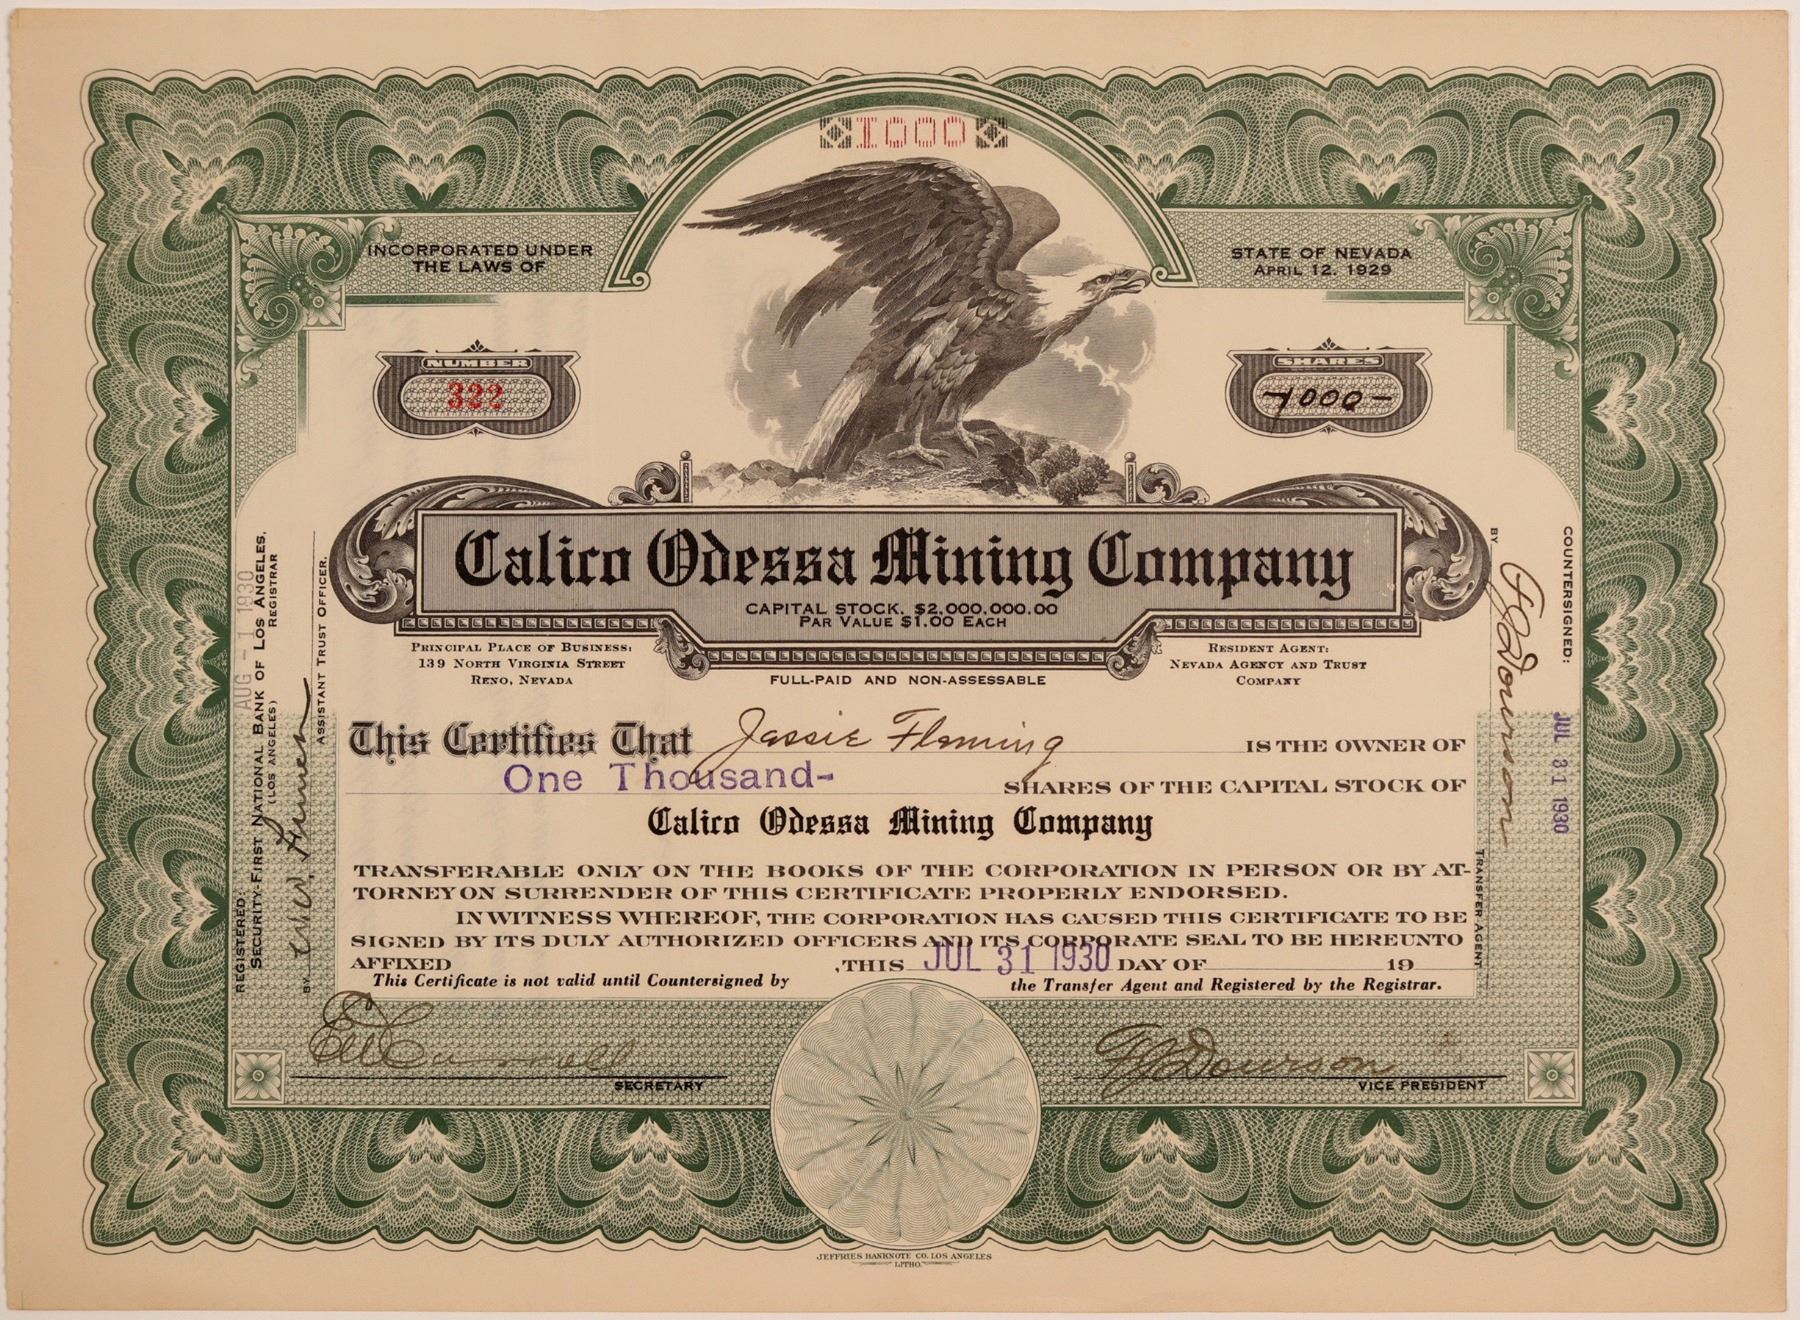 1000
INCORPORATED UNDER
THE LAWS OF
STATE OF NEVADA
APRIL 12, 1929
NUMBER
322
SHARES
-1000-
Calico Odessa Mining Company
CAPITAL STOCK, $2,000,000.00
PAR VALUE $1.00 EACH
PRINCIPAL PLACE OF BUSINESS:
139 NORTH VIRGINIA STREET
RENO, NEVADA
FULL-PAID AND NON-ASSESSABLE
RESIDENT AGENT:
NEVADA AGENCY AND TRUST
COMPANY
This Certifies That Jassie Fleming IS THE OWNER OF
One Thousand- SHARES OF THE CAPITAL STOCK OF
Calico Odessa Mining Company
TRANSFERABLE ONLY ON THE BOOKS OF THE CORPORATION IN PERSON OR BY AT-
TORNEY ON SURRENDER OF THIS CERTIFICATE PROPERLY ENDORSED.
IN WITNESS WHEREOF, THE CORPORATION HAS CAUSED THIS CERTIFICATE TO BE
SIGNED BY ITS DULY AUTHORIZED OFFICERS AND ITS CORPORATE SEAL TO BE HEREUNTO
AFFIXED ,THIS JUL 31 1930 DAY OF 19
This Certificate is not valid until Countersigned by the Transfer Agent and Registered by the Registrar.
SECRETARY
VICE PRESIDENT
JEFFRIES BANKNOTE CO. LOS ANGELES
LITHO.
REGISTERED:
SECURITY-FIRST NATIONAL BANK OF LOS ANGELES.
(LOS ANGELES) REGISTRAR
AUG - 1 1930
BY
ASSISTANT TRUST OFFICER.
COUNTERSIGNED:
JUL 31 1930
BY
TRANSFER AGENT